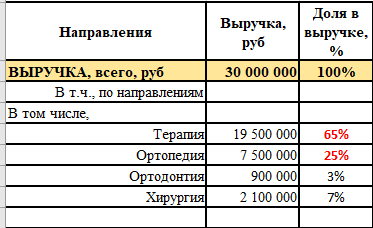 Направления Выручка, руб Доля в выручке, %
ВЫРУЧКА, всего, руб 30 000 000 100%
В т.ч., по направлениям
В том числе,
Терапия 19 500 000 65%
Ортопедия 7 500 000 25%
Ортодонтия 900 000 3%
Хирургия 2 100 000 7%